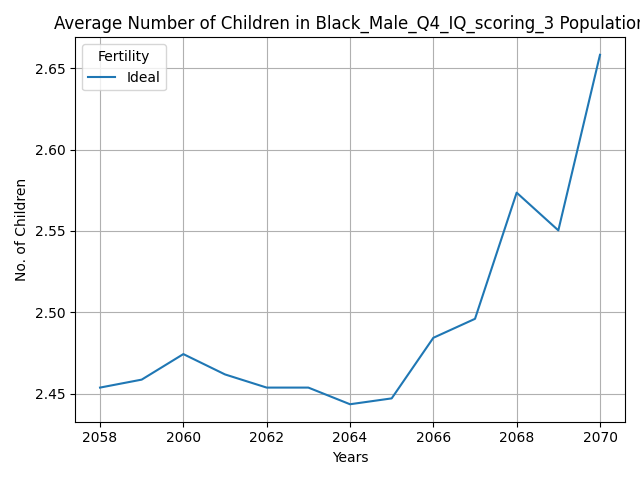 Average Number of Children in Black_Male_Q4_IQ_scoring_3 Population
Fertility
Ideal
2.65
2.60
2.55
2.50
2.45
No. of Children
2058 2060 2062 2064 2066 2068 2070
Years